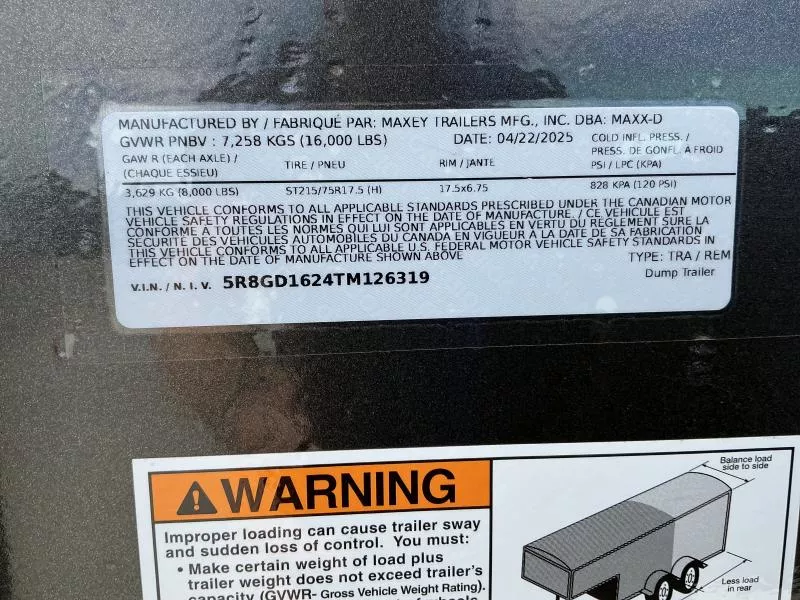 MANUFACTURED BY / FABRIQUÉ PAR: MAXEY TRAILERS MFG., INC. DBA: MAXX-D
GVWR PNBV : 7,258 KGS (16,000 LBS) DATE: 04/22/2025 COLD INFL. PRESS. /
PRESS. DE GONFL. À FROID
GAWR (EACH AXLE) / TIRE / PNEU RIM / JANTE PSI / LPC (KPA)
(CHAQUE ESSIEU)
3,629 KG (8,000 LBS) ST215/75R17.5 (H) 17.5x6.75 828 KPA (120 PSI)
THIS VEHICLE CONFORMS TO ALL APPLICABLE STANDARDS PRESCRIBED UNDER THE CANADIAN MOTOR
VEHICLE SAFETY REGULATIONS IN EFFECT ON THE DATE OF MANUFACTURE. / CE VEHICULE EST
CONFORME À TOUTES LES NORMES QUI LUI SONT APPLICABLES EN VERTU DU REGLEMENT SUR LA
SECURITE DES VEHICULES AUTOMOBILES DU CANADA EN VIGUEUR A LA DATE DE SA FABRICATION
THIS VEHICLE CONFORMS TO ALL APPLICABLE U.S. FEDERAL MOTOR VEHICLE SAFETY STANDARDS IN
EFFECT ON THE DATE OF MANUFACTURE SHOWN ABOVE
TYPE: TRA / REM
V.I.N. / N. I. V. 5R8GD1624TM126319 Dump Trailer
WARNING
Improper loading can cause trailer sway
and sudden loss of control. You must:
• Make certain weight of load plus
trailer weight does not exceed trailer's
capacity (GVWR- Gross Vehicle Weight Rating).
Balance load
side to side
Less load
in rear